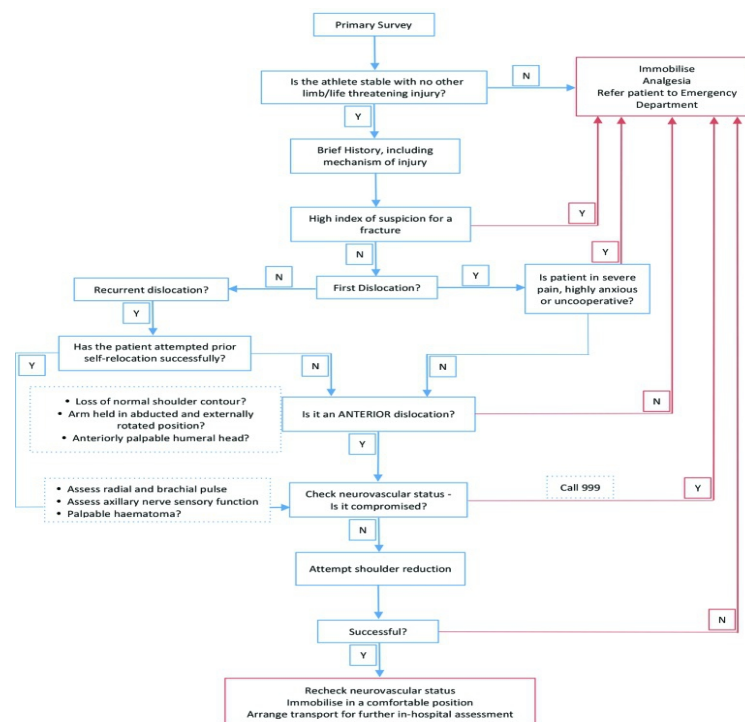 Primary Survey
Is the athlete stable with no other
limb/life threatening injury?
N
Immobilise
Analgesia
Refer patient to Emergency
Department
Y
Brief History, including
mechanism of injury
High index of suspicion for a
fracture
Y
N
N
First Dislocation?
Y
Y
Is patient in severe
pain, highly anxious
or uncooperative?
Recurrent dislocation?
Y
Has the patient attempted prior
self-relocation successfully?
Y
N
N
• Loss of normal shoulder contour?
• Arm held in abducted and externally
rotated position?
• Anteriorly palpable humeral head?
Is it an ANTERIOR dislocation?
N
Y
• Assess radial and brachial pulse
• Assess axillary nerve sensory function
• Palpable haematoma?
Check neurovascular status -
Is it compromised?
Call 999
Y
N
Attempt shoulder reduction
Successful?
N
Y
Recheck neurovascular status
Immobilise in a comfortable position
Arrange transport for further in-hospital assessment